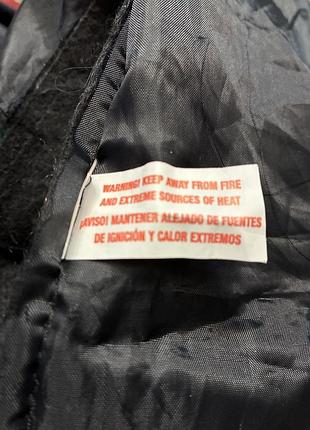 WARNING! KEEP AWAY FROM FIRE
AND EXTREME SOURCES OF HEAT
¡AVISO! MANTENER ALEJADO DE FUENTES
DE IGNICIÓN Y CALOR EXTREMOS